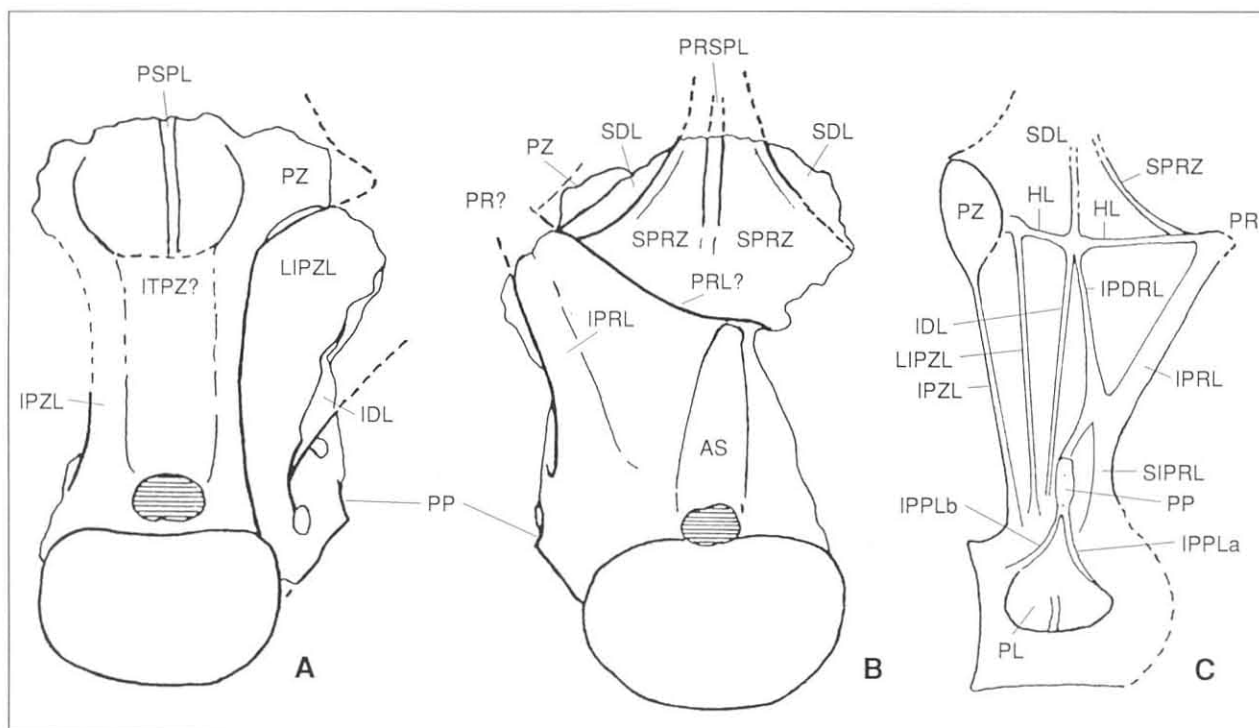 PSPL
PZ
ITPZ?
LIPZL
IPZL
IDL
PP
A
PRSPL
SDL
SDL
PZ
PR?
SPRZ
SPRZ
PRL?
IPRL
AS
B
SDL
SPRZ
HL
HL
PZ
PR
IPDRL
IDL
LIPZL
IPZL
IPRL
SIPRL
PP
IPPLb
IPPLa
PL
C